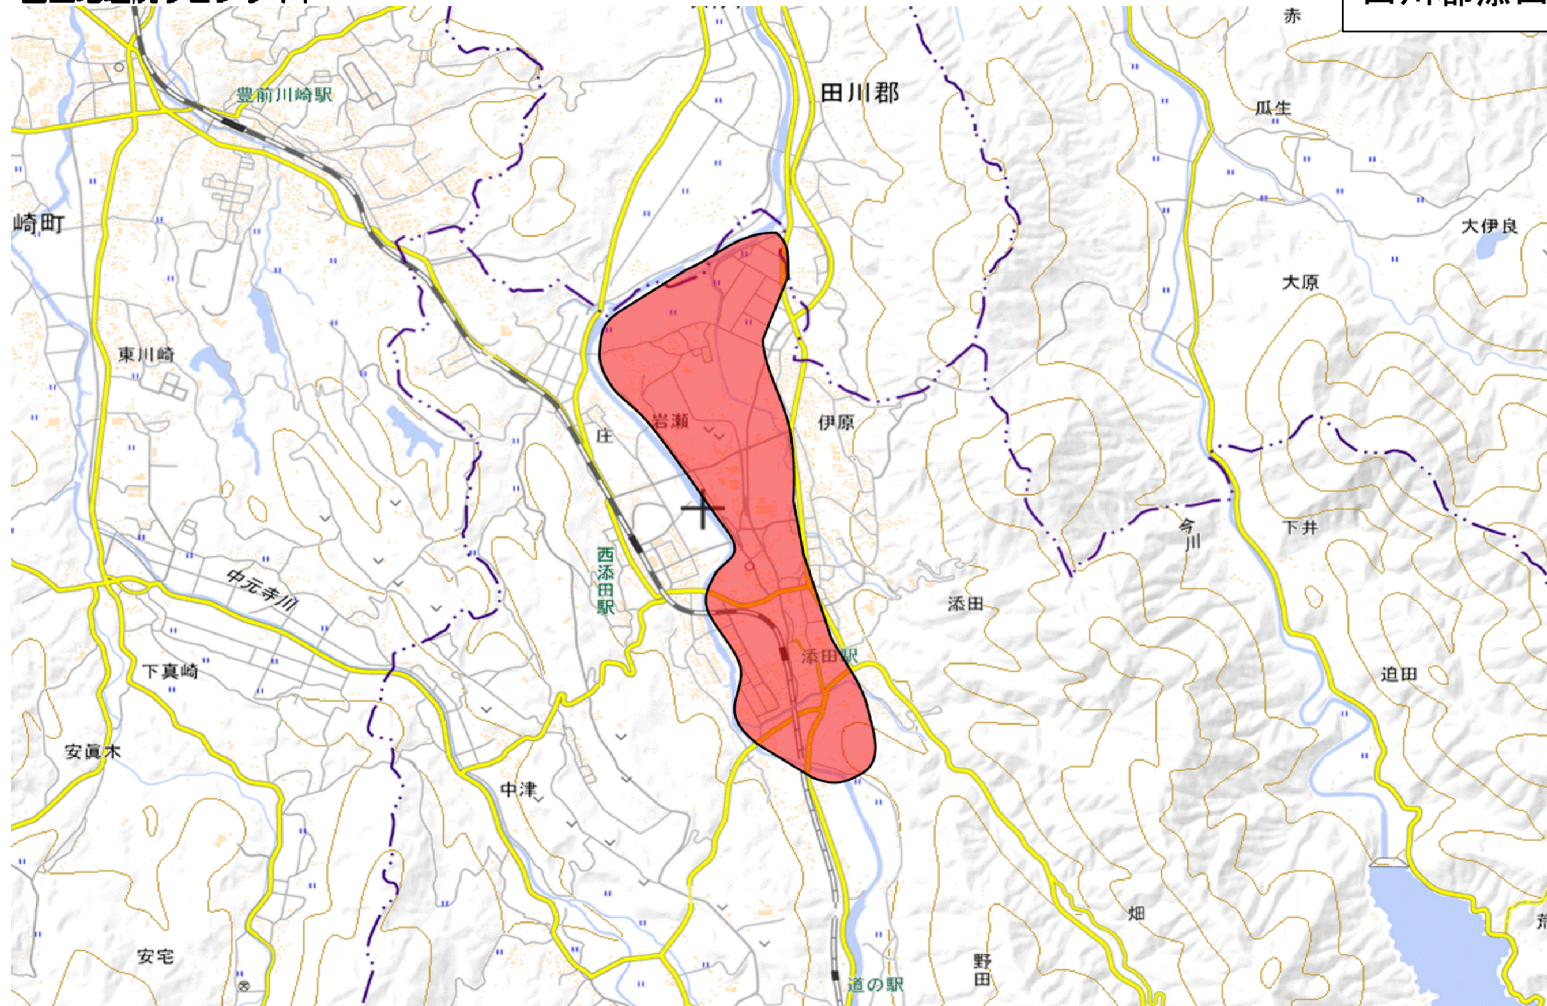 赤
豊前川崎駅
田川郡
瓜生
崎町
大伊良
大原
東川崎
岩瀬
伊原
庄
今川
下井
西添田駅
中元寺川
添田
添田駅
下真崎
迫田
安眞木
中津
畑
安宅
野田
道の駅
荒